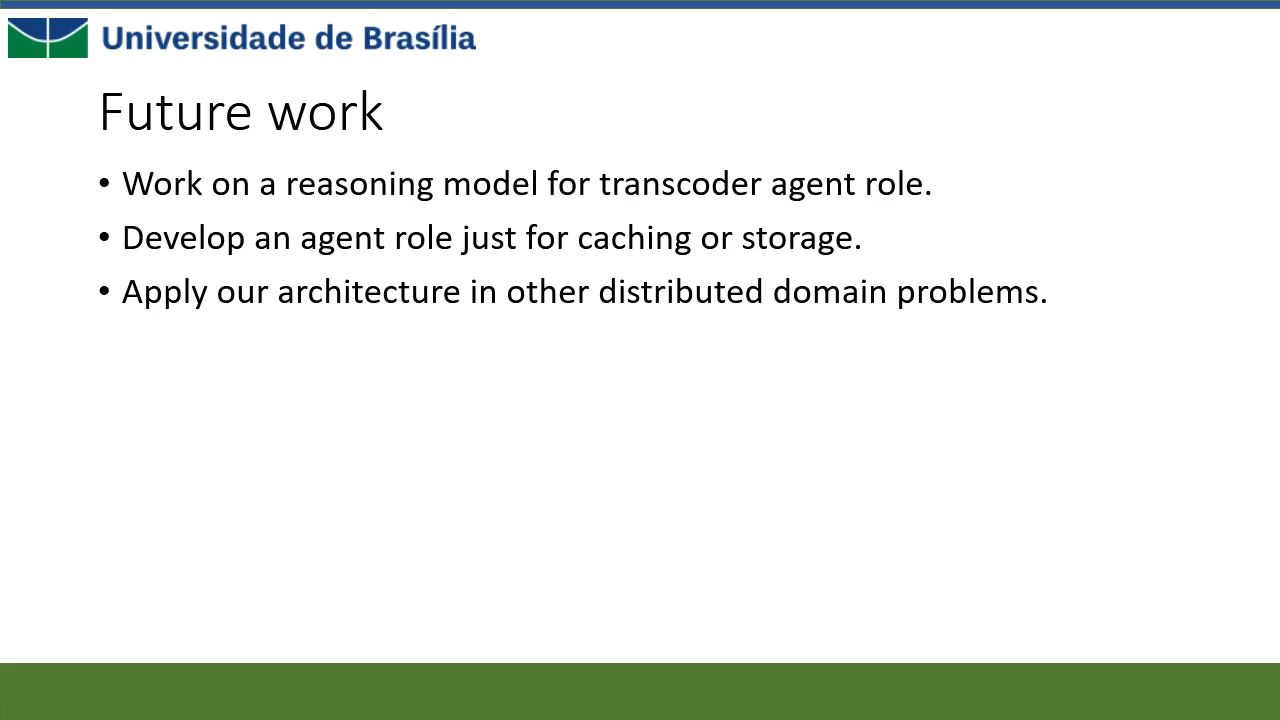 Universidade de Brasília
Future work
• Work on a reasoning model for transcoder agent role.
• Develop an agent role just for caching or storage.
• Apply our architecture in other distributed domain problems.